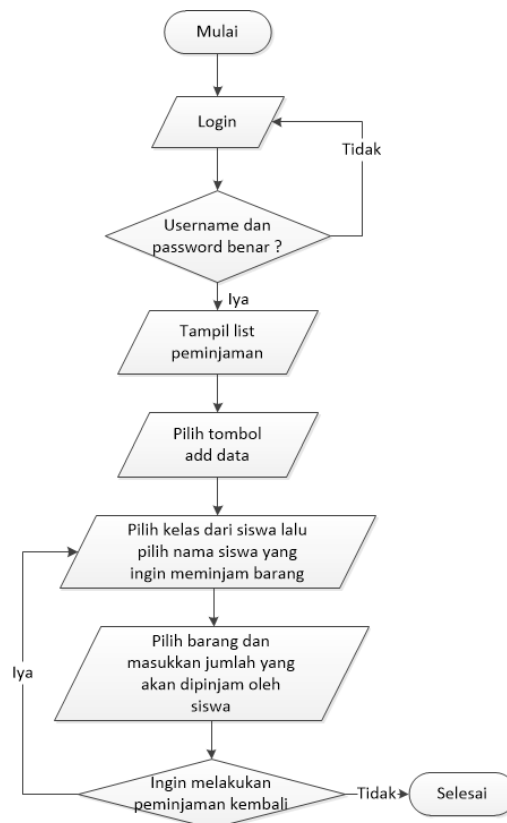 Mulai
Login
Tidak
Username dan
password benar ?
Iya
Tampil list
peminjaman
Pilih tombol
add data
Pilih kelas dari siswa lalu
pilih nama siswa yang
ingin meminjam barang
Pilih barang dan
masukkan jumlah yang
akan dipinjam oleh
siswa
Iya
Ingin melakukan
peminjaman kembali
Tidak
Selesai